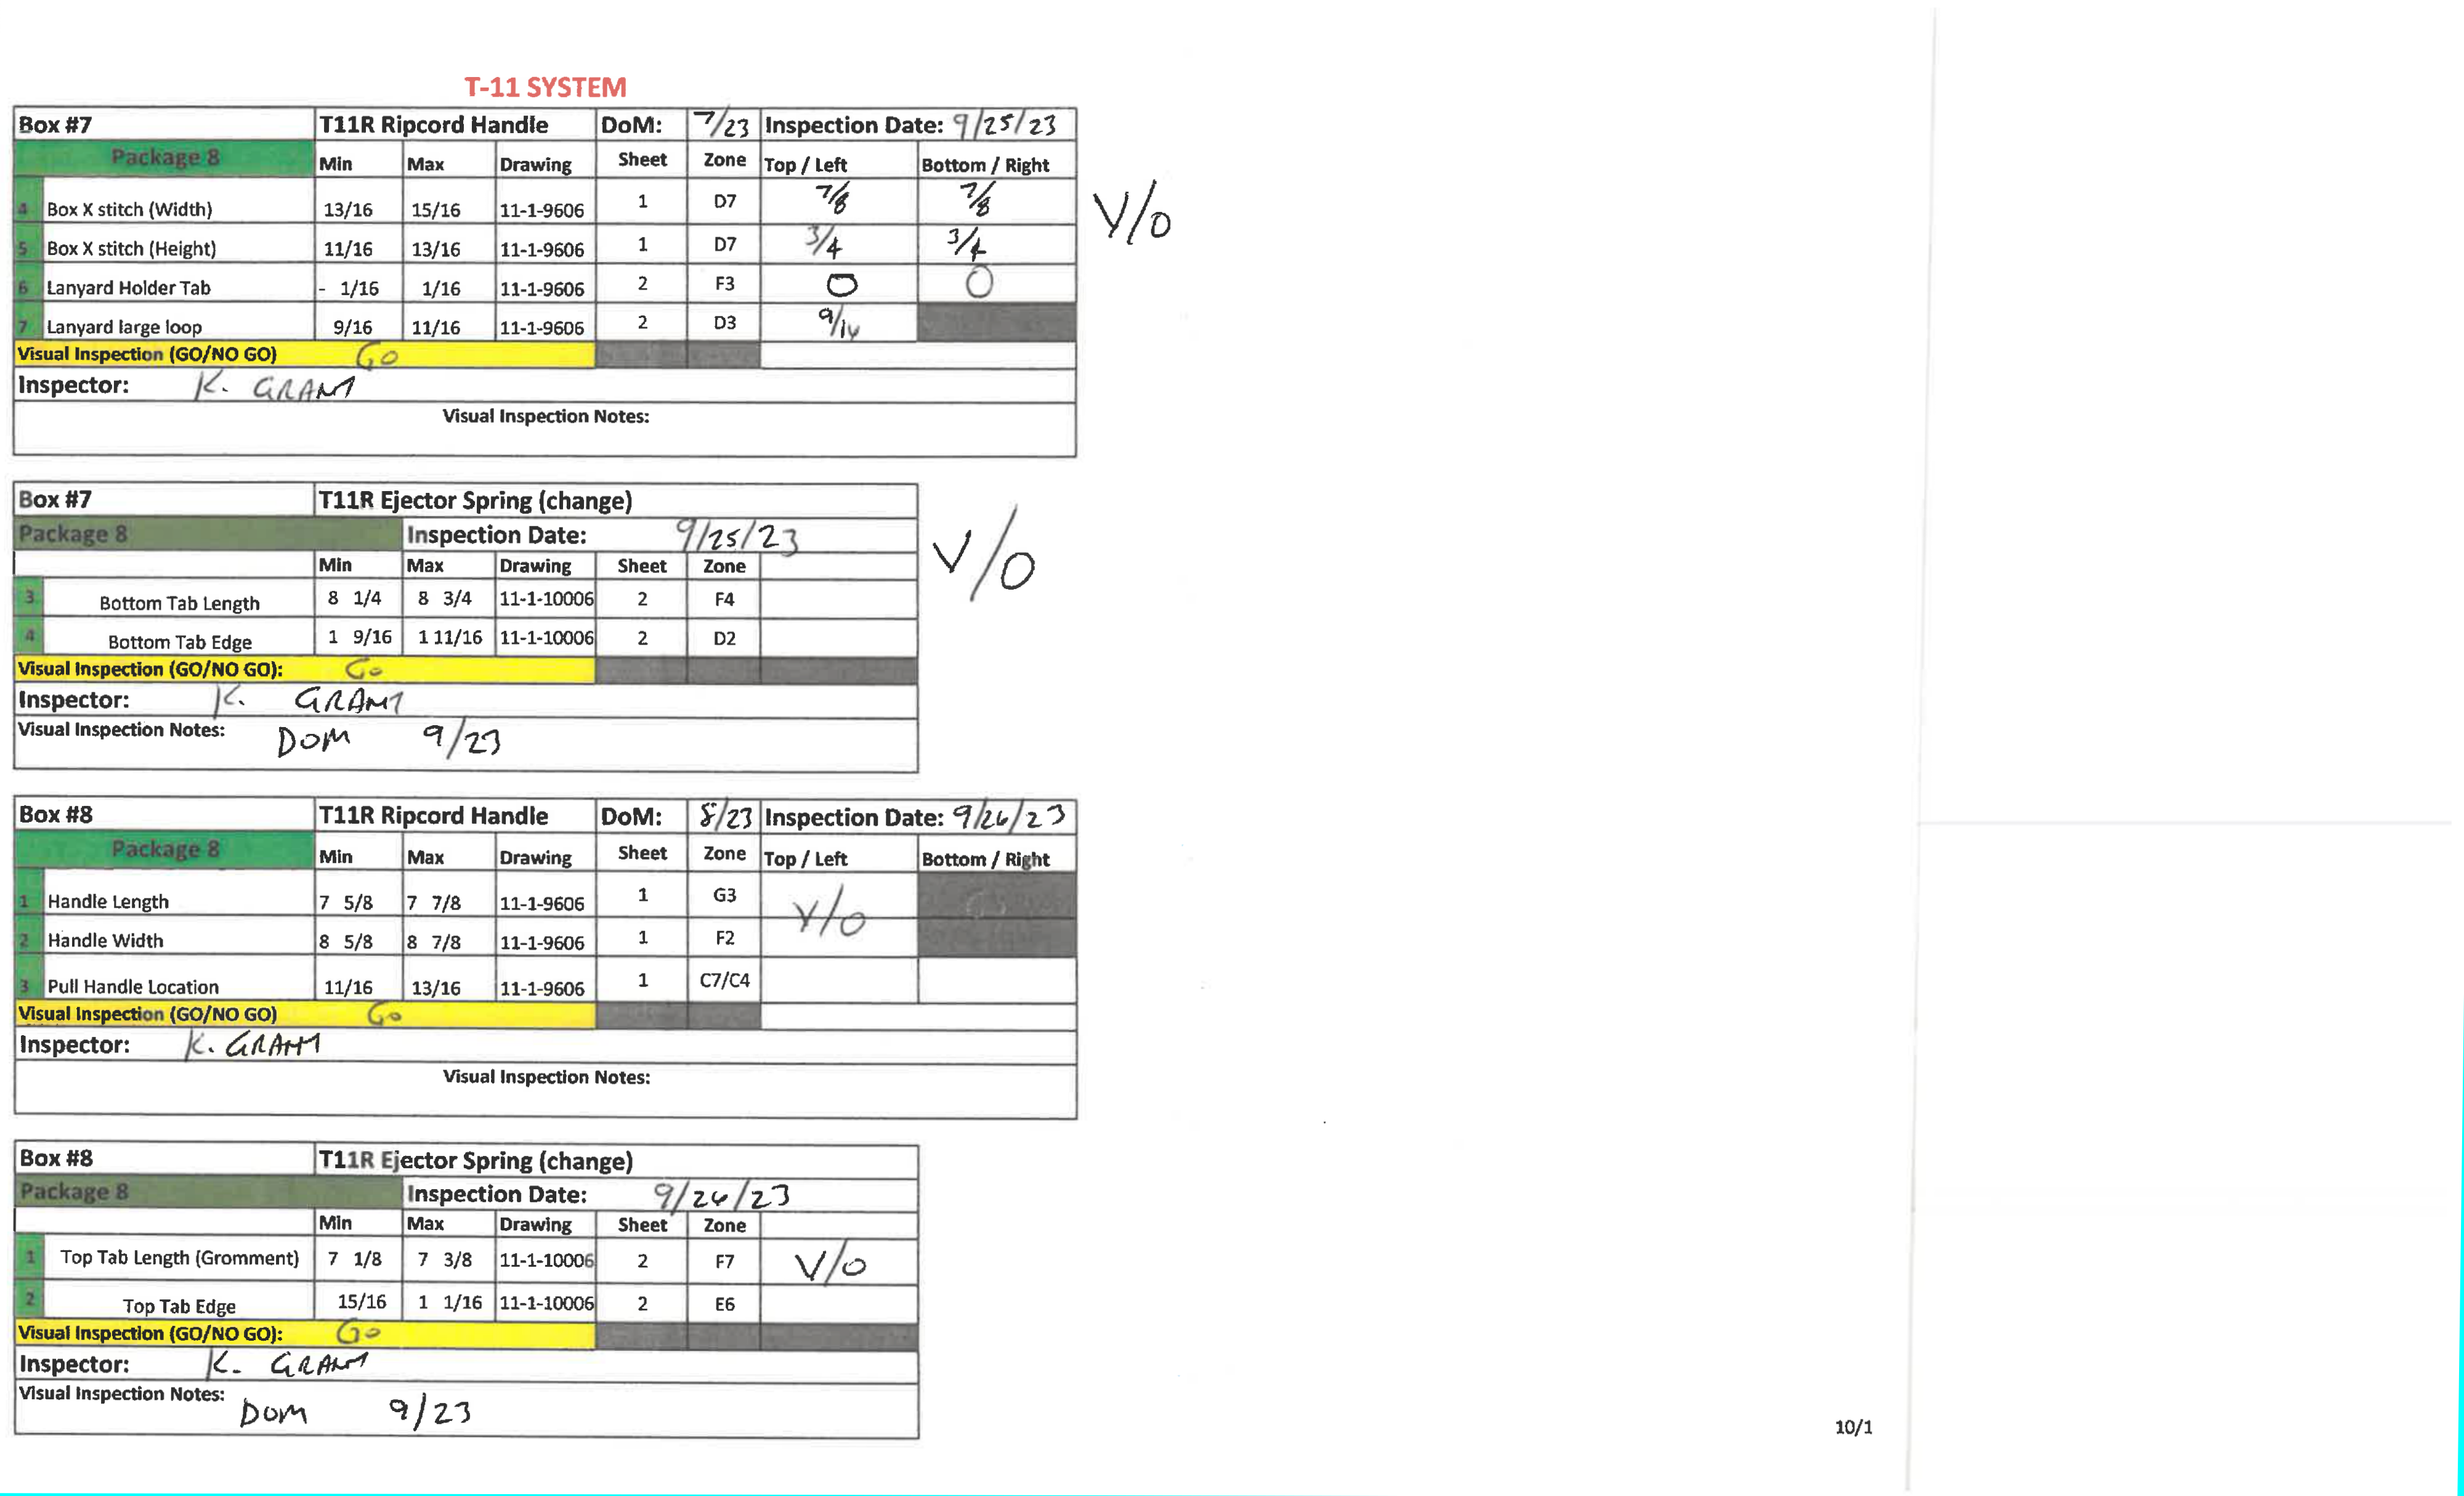 T-11 SYSTEM
Box #7 T11R Ripcord Handle DoM: 7/23 Inspection Date: 9/25/23
Package 8 Min Max Drawing Sheet Zone Top / Left Bottom / Right
4 Box X stitch (Width) 13/16 15/16 11-1-9606 1 D7 7/8 7/8
V/O
5 Box X stitch (Height) 11/16 13/16 11-1-9606 1 D7 3/4 3/4
6 Lanyard Holder Tab - 1/16 1/16 11-1-9606 2 F3 0 0
7 Lanyard large loop 9/16 11/16 11-1-9606 2 D3 9/16
Visual Inspection (GO/NO GO) GO
Inspector: K. GRANT
Visual Inspection Notes:
Box #7 T11R Ejector Spring (change)
Package 8 Inspection Date: 9/25/23
V/O
Min Max Drawing Sheet Zone
3 Bottom Tab Length 8 1/4 8 3/4 11-1-10006 2 F4
4 Bottom Tab Edge 1 9/16 1 11/16 11-1-10006 2 D2
Visual Inspection (GO/NO GO): GO
Inspector: K. GRANT
Visual Inspection Notes: DOM 9/23
Box #8 T11R Ripcord Handle DoM: 8/23 Inspection Date: 9/26/23
Package 8 Min Max Drawing Sheet Zone Top / Left Bottom / Right
1 Handle Length 7 5/8 7 7/8 11-1-9606 1 G3 V/O
2 Handle Width 8 5/8 8 7/8 11-1-9606 1 F2
3 Pull Handle Location 11/16 13/16 11-1-9606 1 C7/C4
Visual Inspection (GO/NO GO) GO
Inspector: K. GRANT
Visual Inspection Notes:
Box #8 T11R Ejector Spring (change)
Package 8 Inspection Date: 9/26/23
Min Max Drawing Sheet Zone
1 Top Tab Length (Gromment) 7 1/8 7 3/8 11-1-10006 2 F7 V/O
2 Top Tab Edge 15/16 1 1/16 11-1-10006 2 E6
Visual Inspection (GO/NO GO): GO
Inspector: K. GRANT
Visual Inspection Notes: DOM 9/23
10/1